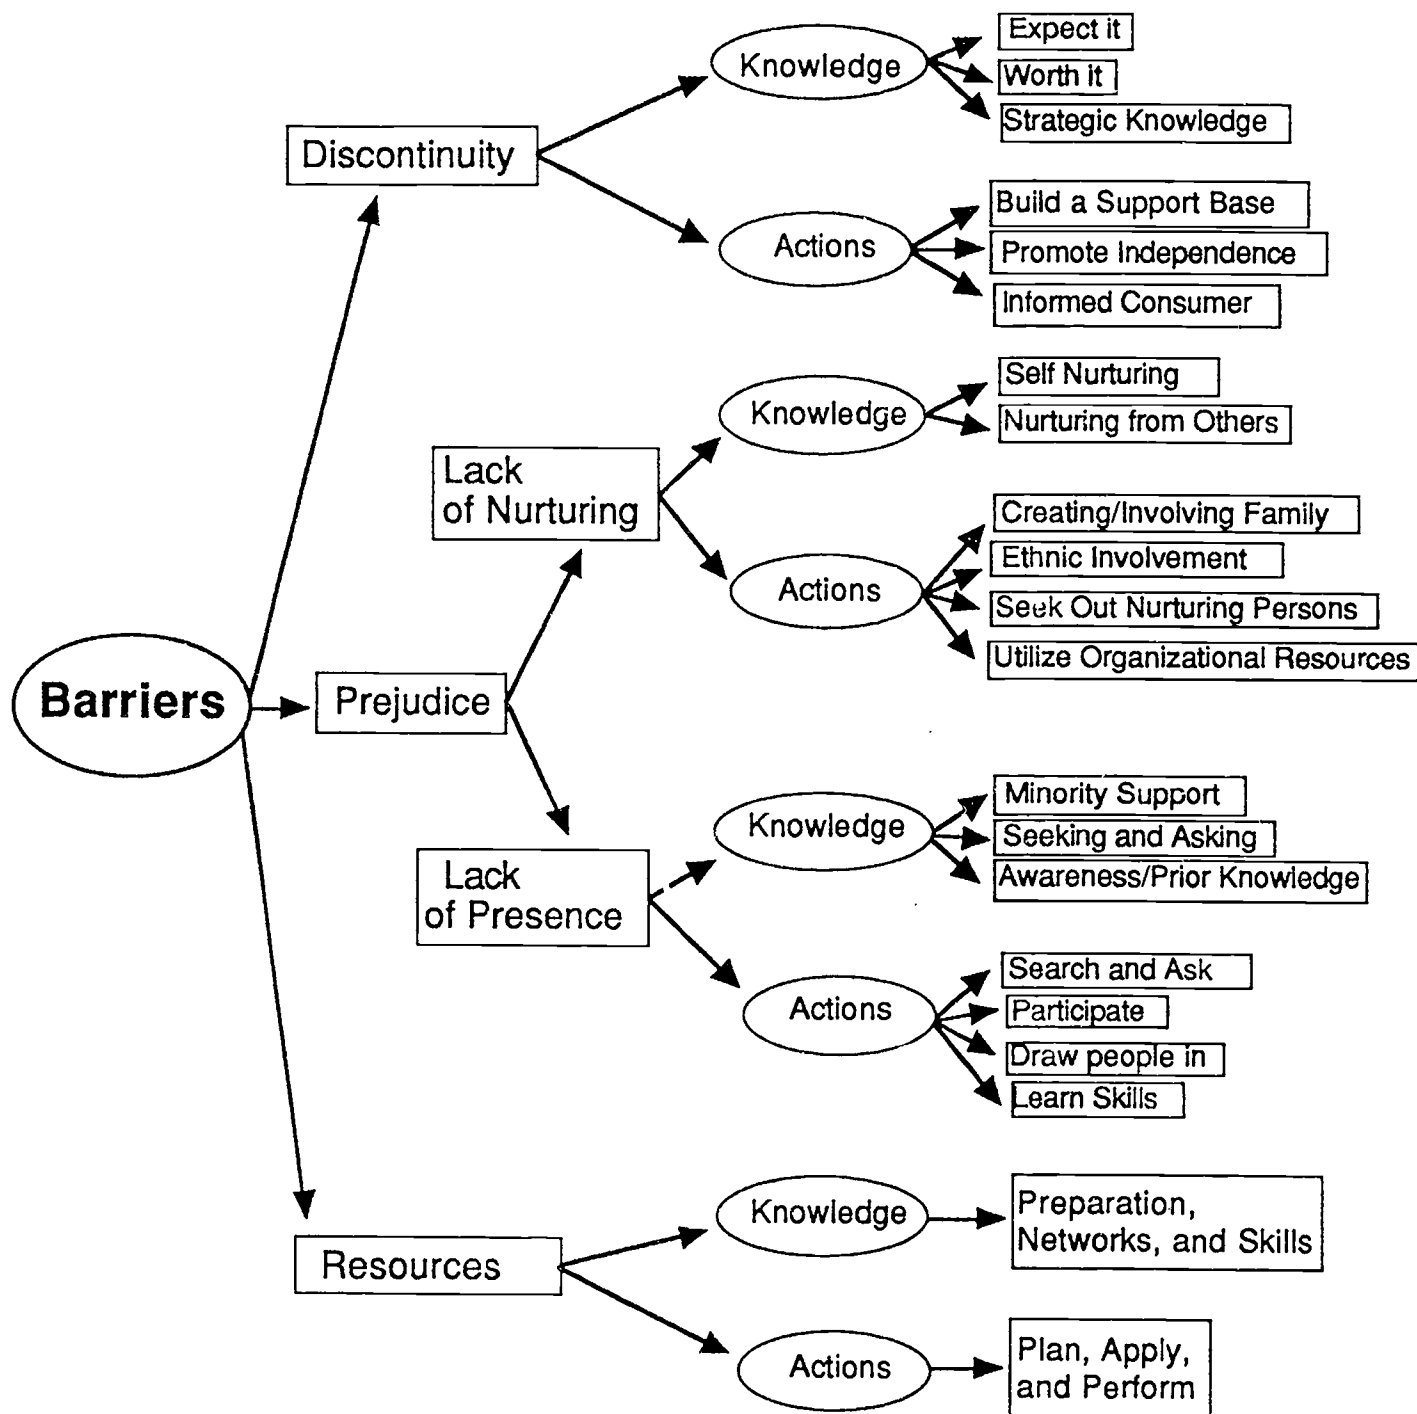 Expect it
Knowledge
Worth it
Strategic Knowledge
Discontinuity
Build a Support Base
Actions
Promote Independence
Informed Consumer
Self Nurturing
Knowledge
Nurturing from Others
Lack
of Nurturing
Creating/Involving Family
Ethnic Involvement
Actions
Seek Out Nurturing Persons
Utilize Organizational Resources
Barriers
Prejudice
Minority Support
Knowledge
Seeking and Asking
Awareness/Prior Knowledge
Lack
of Presence
Search and Ask
Actions
Participate
Draw people in
Learn Skills
Knowledge
Preparation,
Networks, and Skills
Resources
Actions
Plan, Apply,
and Perform